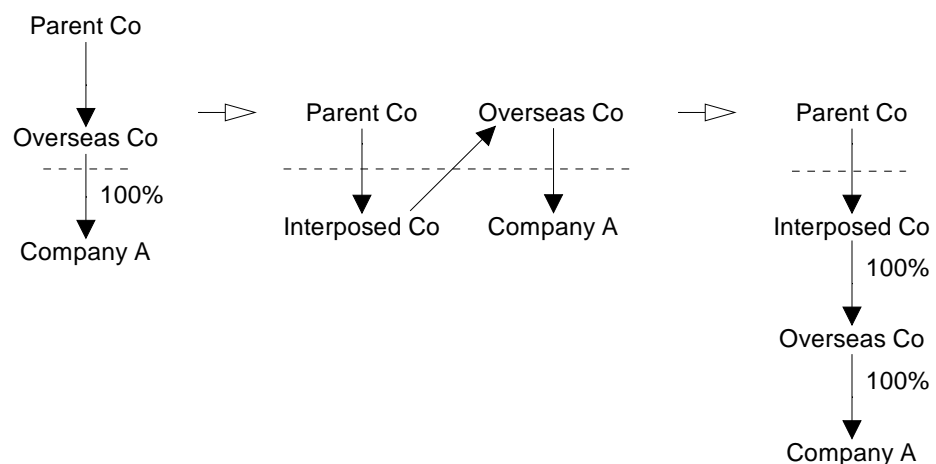 Parent Co
Overseas Co
100%
Company A
Parent Co
Overseas Co
Interposed Co
Company A
Parent Co
Interposed Co
100%
Overseas Co
100%
Company A